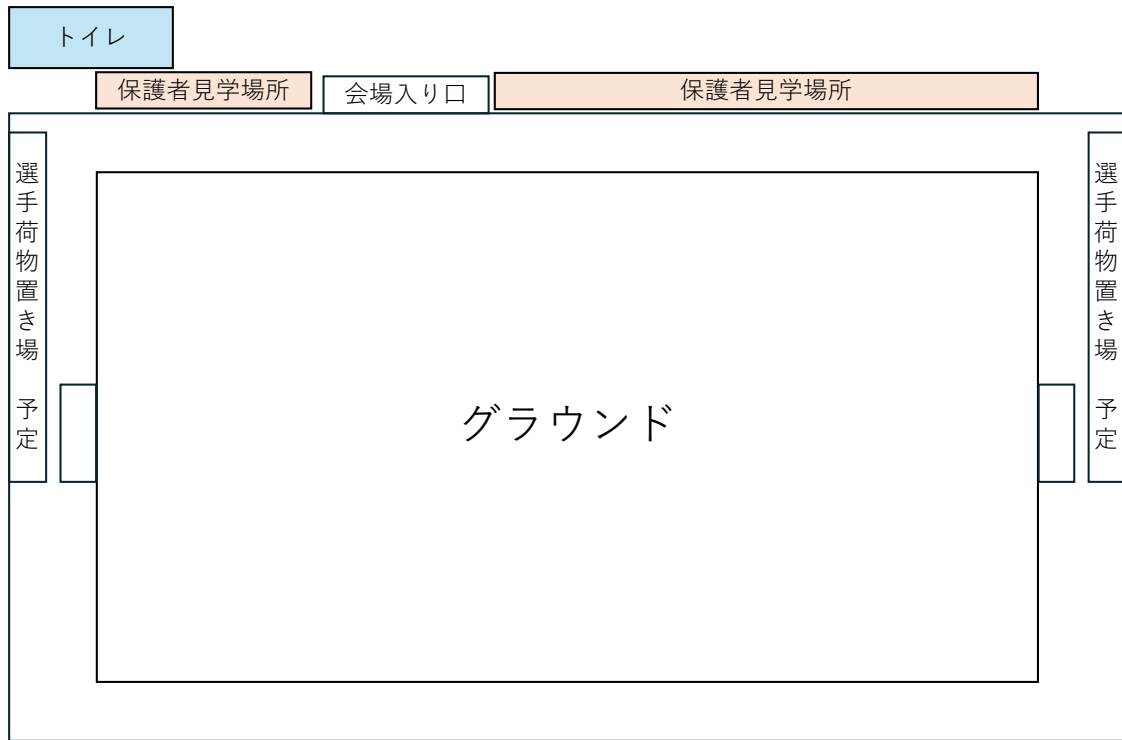 トイレ
保護者見学場所
会場入り口
保護者見学場所
選手荷物置き場　予定
グラウンド
選手荷物置き場　予定